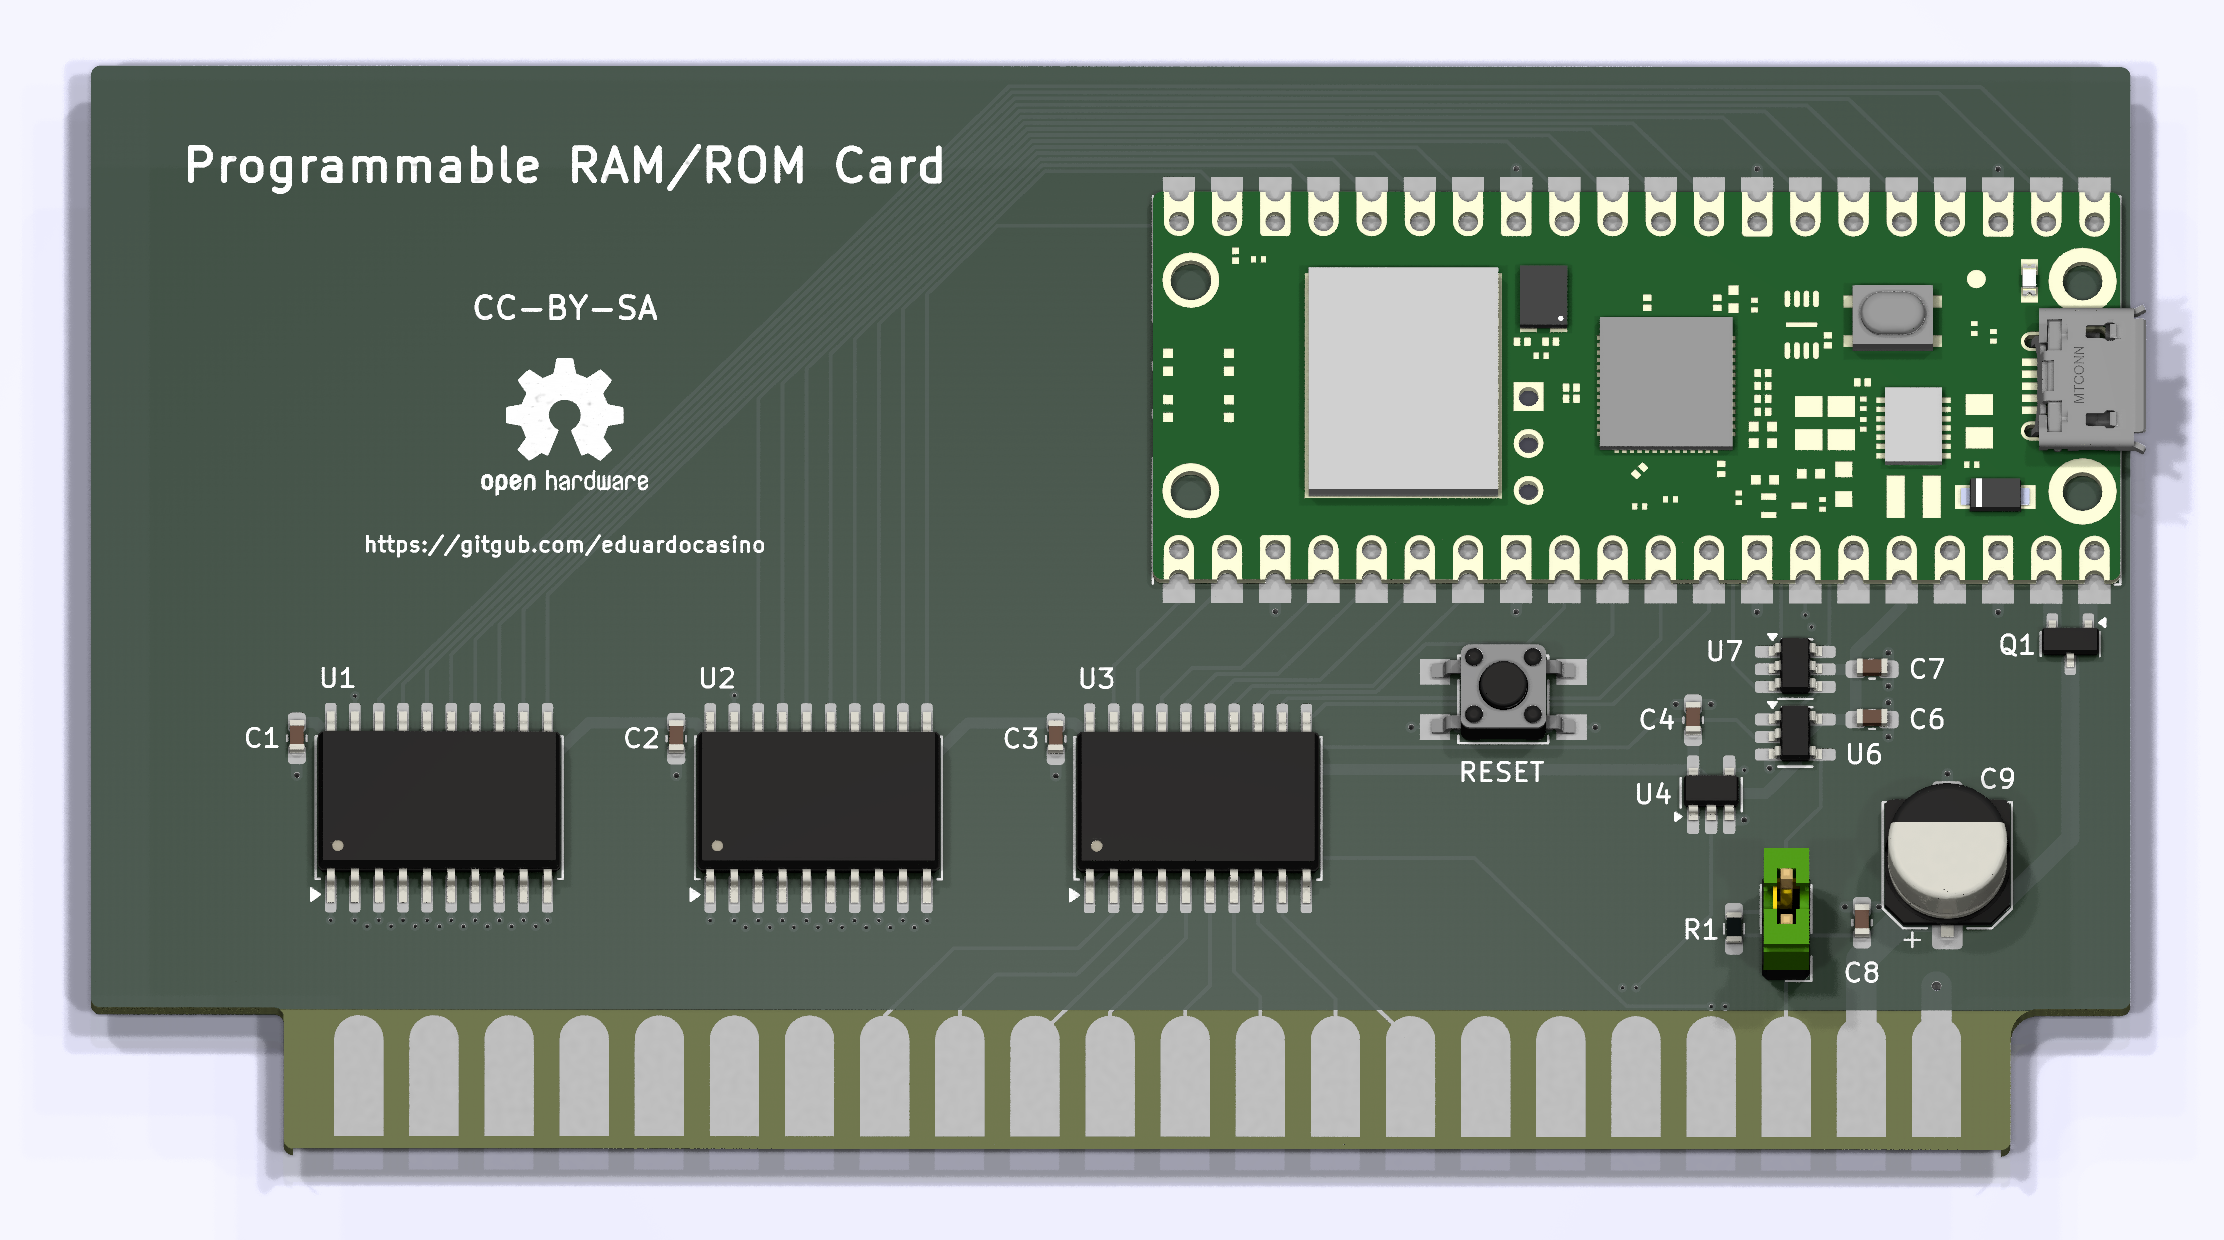 Programmable RAM/ROM Card
CC-BY-SA
open hardware
https://gitgub.com/eduardocasino
MTCONN
U1
U2
U3
C1
C2
C3
RESET
U7
Q1
C7
C4
C6
U6
U4
C9
R1
+
C8